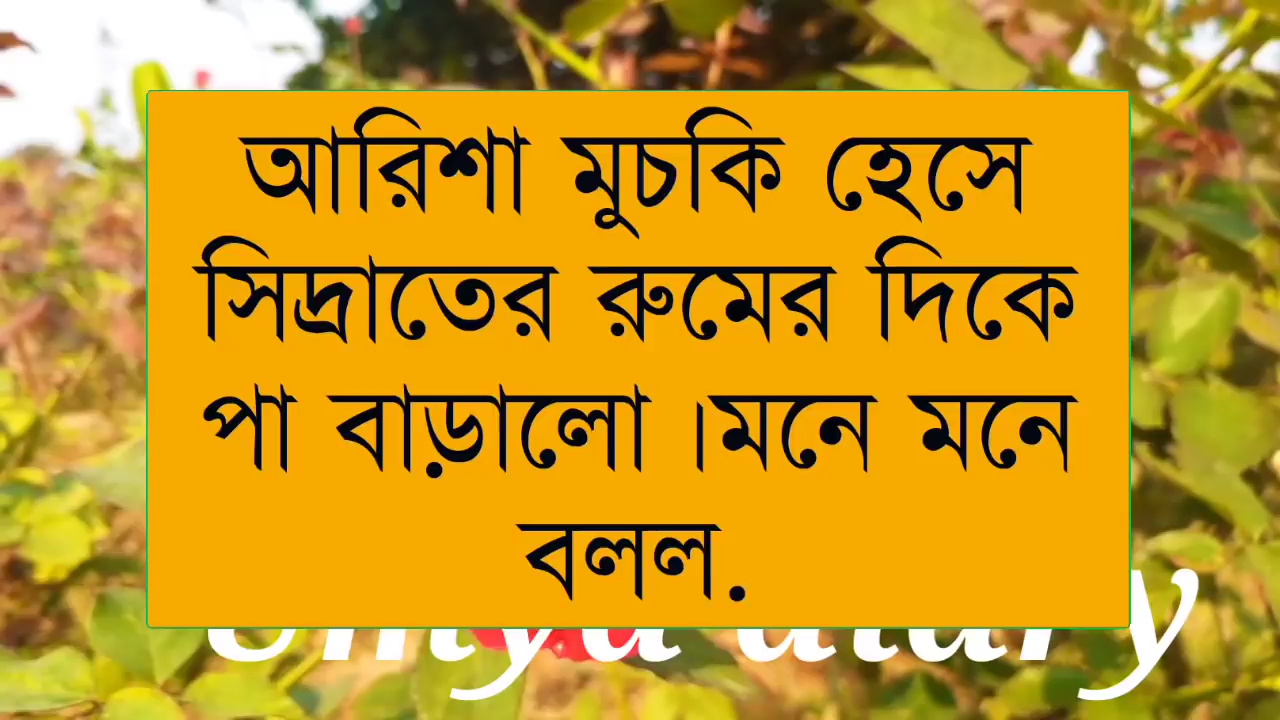 আরিশা মুচকি হেসে
সিদ্রাতের রুমের দিকে
পা বাড়ালো ।মনে মনে
বলল.